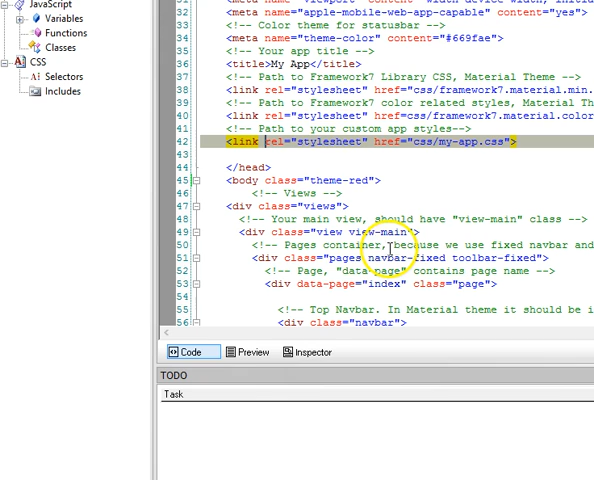 JavaScript
Variables
Functions
Classes
CSS
Selectors
Includes
32 <meta name="apple-mobile-web-app-capable" content="yes">
33 <!-- Color theme for statusbar -->
34 <meta name="theme-color" content="#669fae">
35 <!-- Your app title -->
36 <title>My App</title>
37 <!-- Path to Framework7 Library CSS, Material Theme -->
38 <link rel="stylesheet" href="css/framework7.material.min.
39 <!-- Path to Framework7 color related styles, Material Th
40 <link rel="stylesheet" href="css/framework7.material.color
41 <!-- Path to your custom app styles-->
42 <link rel="stylesheet" href="css/my-app.css">
43
44 </head>
45 <body class="theme-red">
46 <!-- Views -->
47 <div class="views">
48 <!-- Your main view, should have "view-main" class -->
49 <div class="view view-main">
50 <!-- Pages container, because we use fixed navbar and
51 <div class="pages navbar-fixed toolbar-fixed">
52 <!-- Page, "data-page" contains page name -->
53 <div data-page="index" class="page">
54
55 <!-- Top Navbar. In Material theme it should be i
56 <div class="navbar">
Code Preview Inspector
TODO
Task